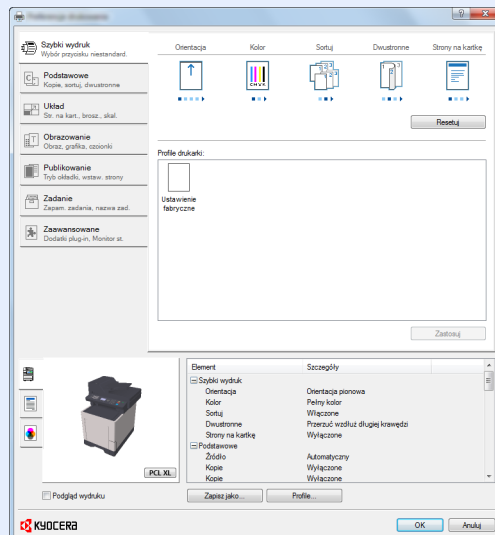 Szybki wydruk
Wybór przycisku niestandard.
Podstawowe
Kopie, sortuj, dwustronne
Układ
Str. na kart., brosz., skal.
Obrazowanie
Obraz, grafika, czcionki
Publikowanie
Tryb okładki, wstaw. strony
Zadanie
Zapam. zadania, nazwa zad.
Zaawansowane
Dodatki plug-in, Monitor st.
Orientacja Kolor Sortuj Dwustronne Strony na kartkę
CMYK
Resetuj
Profile drukarki:
Ustawienie
fabryczne
Zastosuj
Element Szczegóły
Szybki wydruk
Orientacja Orientacja pionowa
Kolor Pełny kolor
Sortuj Włączone
Dwustronne Przerzuć wzdłuż długiej krawędzi
Strony na kartkę Wyłączone
Podstawowe
Źródło Automatyczny
Kopie Wyłączone
Kopie Wyłączone
PCL XL
Podgląd wydruku
Zapisz jako... Profile...
KYOCERA
OK Anuluj